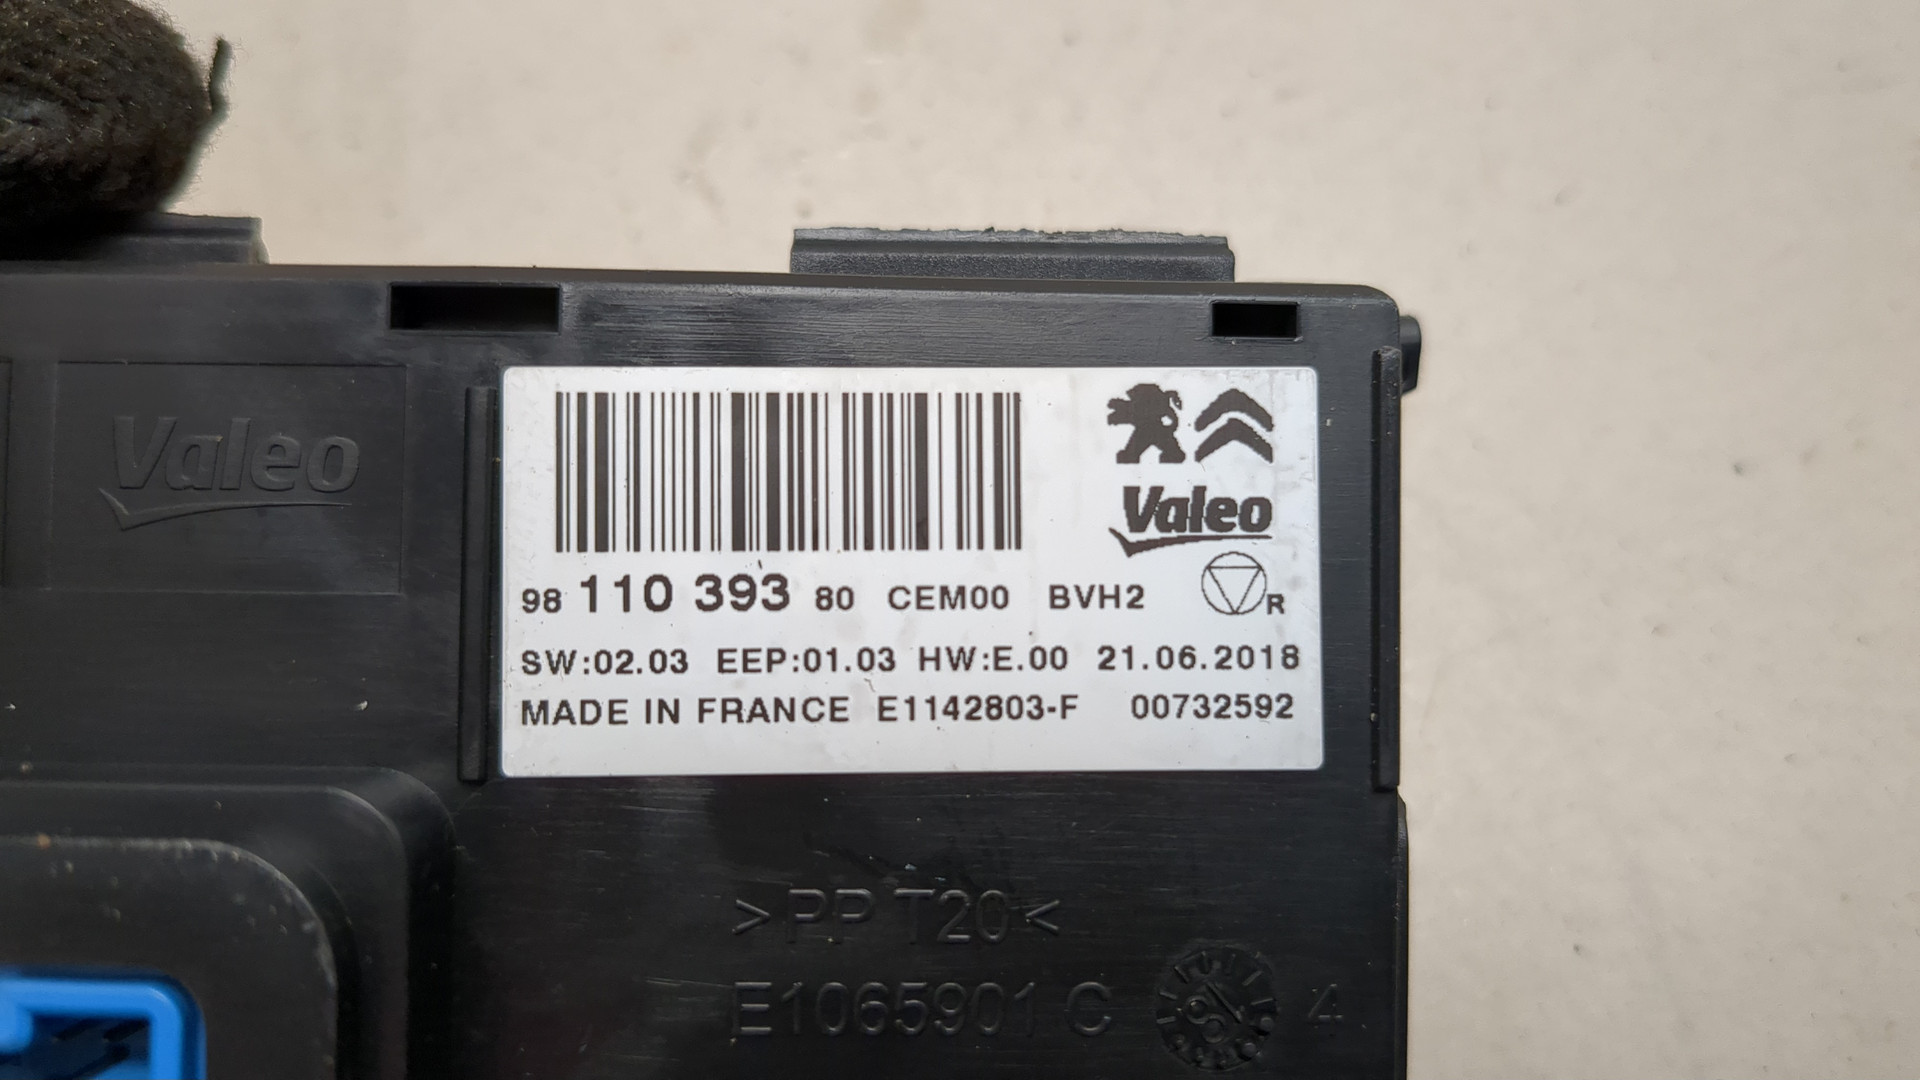 Valeo
Valeo
98 110 393 80 CEM00 BVH2 R
SW:02.03 EEP:01.03 HW:E.00 21.06.2018
MADE IN FRANCE E1142803-F 00732592
>PP T20<
E1065901 C 4